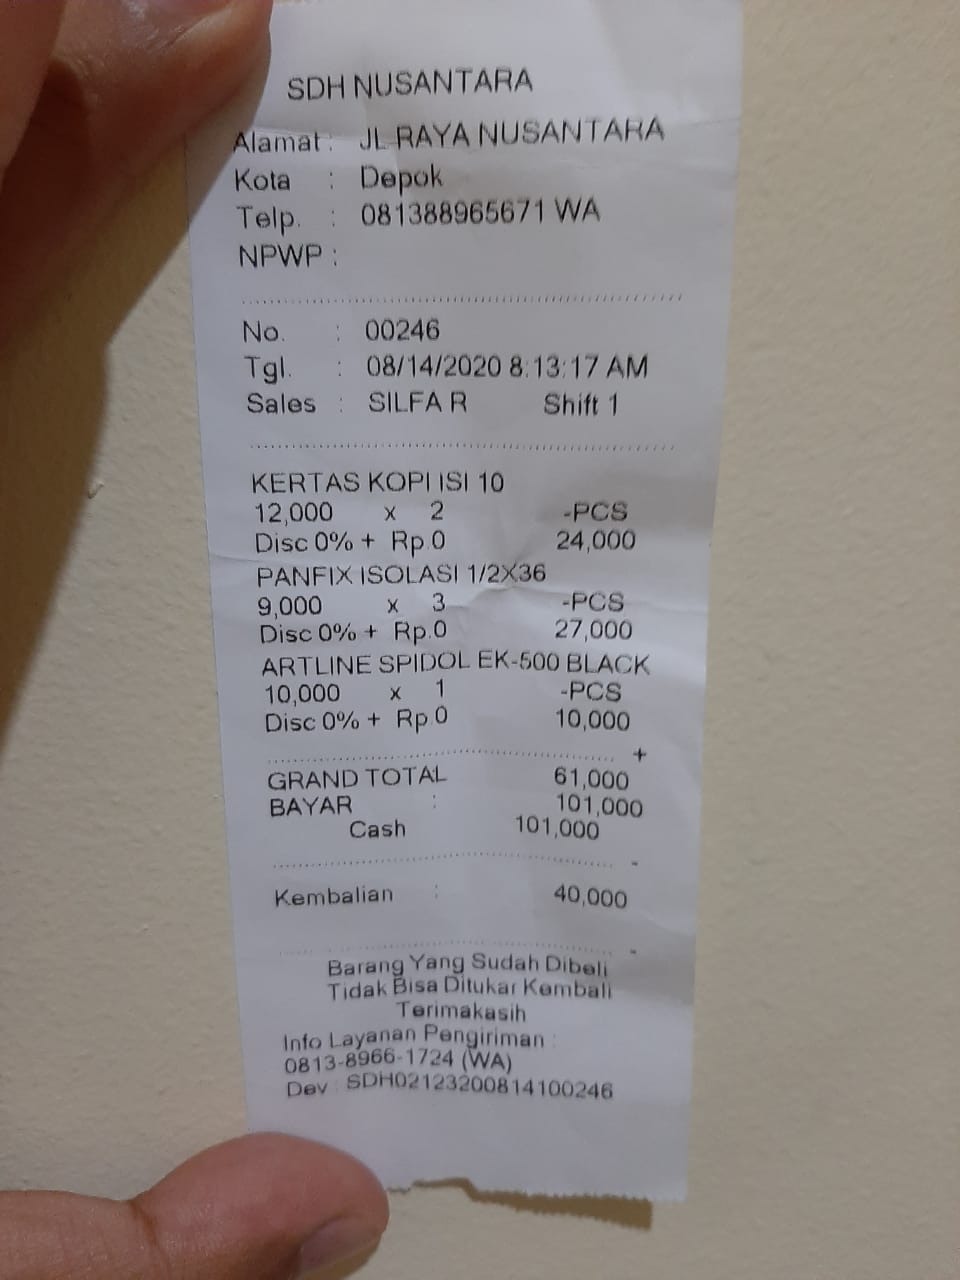 SDH NUSANTARA
Alamat : JL RAYA NUSANTARA
Kota : Depok
Telp. : 081388965671 WA
NPWP :
No. : 00246
Tgl. : 08/14/2020 8:13:17 AM
Sales : SILFA R Shift 1
KERTAS KOPI ISI 10
12,000 x 2 -PCS
Disc 0% + Rp.0 24,000
PANFIX ISOLASI 1/2X36
9,000 x 3 -PCS
Disc 0% + Rp.0 27,000
ARTLINE SPIDOL EK-500 BLACK
10,000 x 1 -PCS
Disc 0% + Rp.0 10,000
+
GRAND TOTAL 61,000
BAYAR : 101,000
Cash 101,000
-
Kembalian : 40,000
-
Barang Yang Sudah Dibeli
Tidak Bisa Ditukar Kembali
Terimakasih
Info Layanan Pengiriman :
0813-8966-1724 (WA)
Dev : SDH02123200814100246